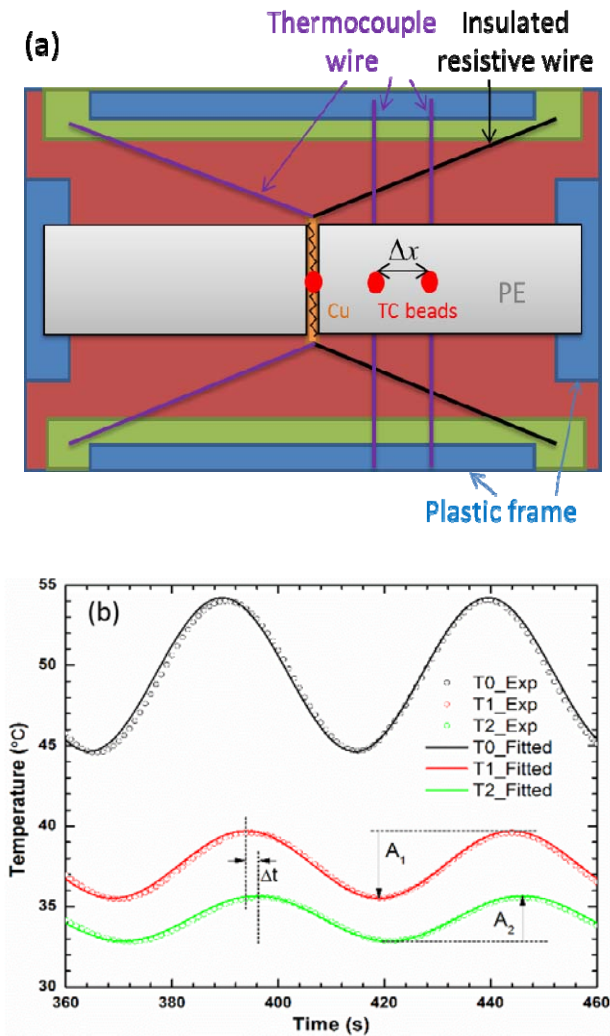 (a)
Thermocouple
wire
Insulated
resistive wire
Δx
PE
Cu
TC beads
Plastic frame
(b)
55
50
45
40
35
30
Temperature (°C)
T0_Exp
T1_Exp
T2_Exp
T0_Fitted
T1_Fitted
T2_Fitted
Δt
A1
A2
360
380
400
420
440
460
Time (s)